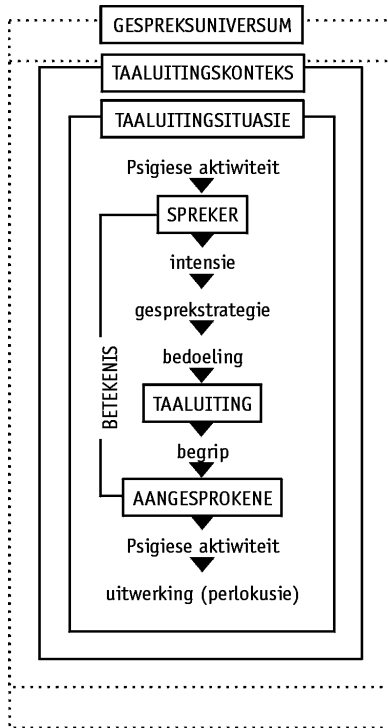 GESPREKSUNIVERSUM
TAALUITINGSKONTEKS
TAALUITINGSITUASIE
Psigiese aktiwiteit
SPREKER
intensie
gesprekstrategie
bedoeling
BETEKENIS
TAALUITING
begrip
AANGESPROKENE
Psigiese aktiwiteit
uitwerking (perlokusie)